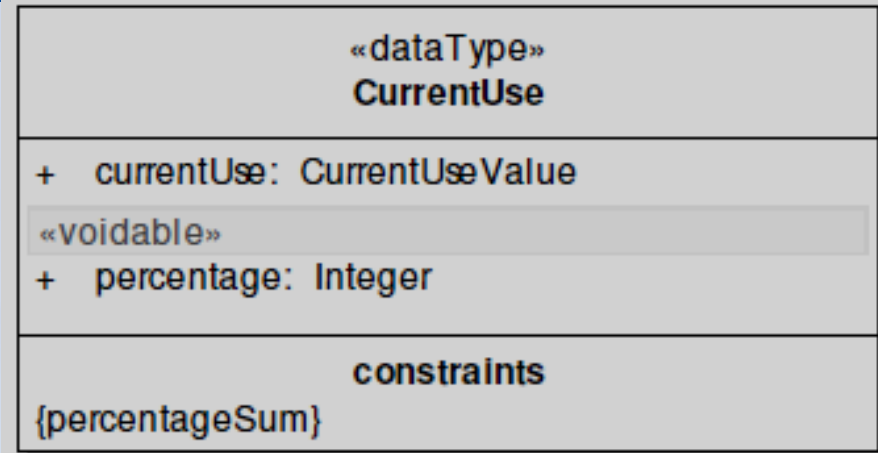 «dataType»
CurrentUse
+ currentUse: CurrentUseValue
«voidable»
+ percentage: Integer
constraints
{percentageSum}